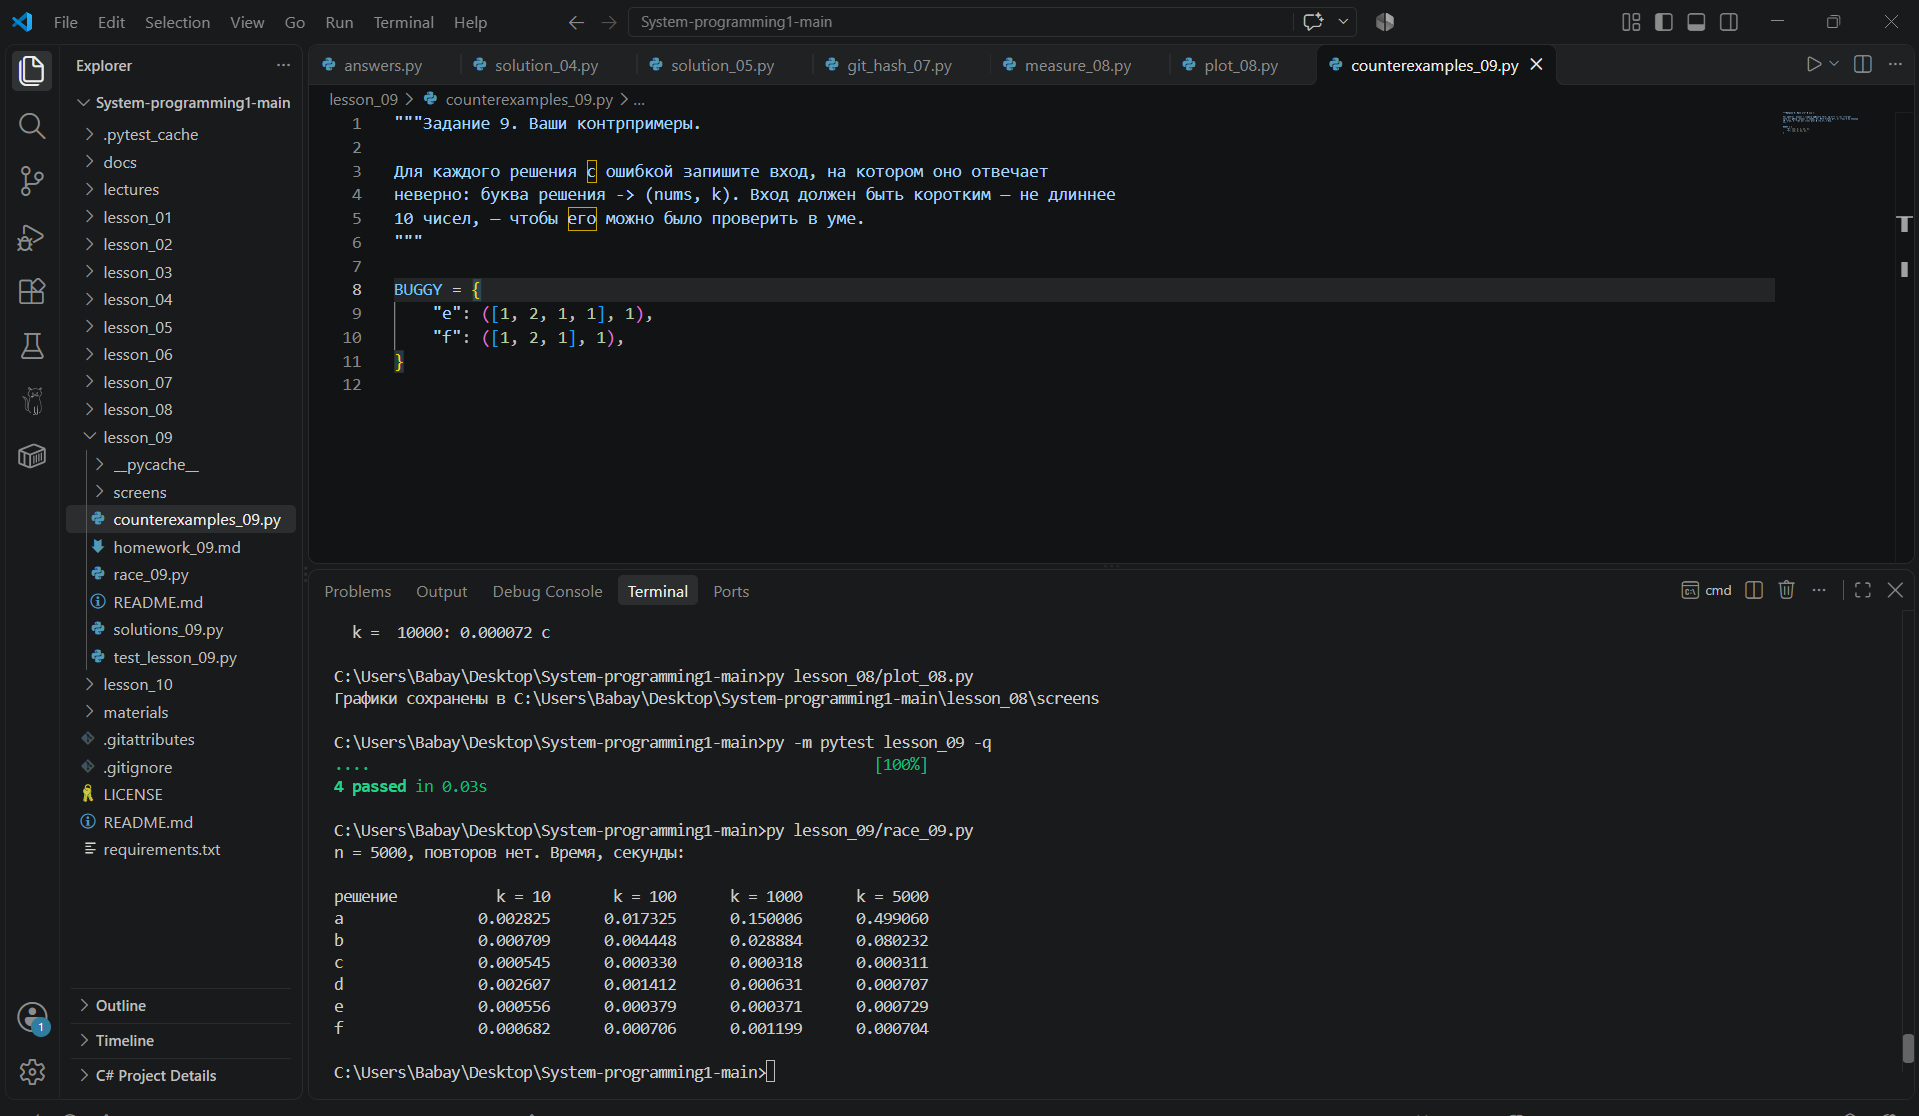 File Edit Selection View Go Run Terminal Help
System-programming1-main
Explorer
System-programming1-main
.pytest_cache
docs
lectures
lesson_01
lesson_02
lesson_03
lesson_04
lesson_05
lesson_06
lesson_07
lesson_08
lesson_09
__pycache__
screens
counterexamples_09.py
homework_09.md
race_09.py
README.md
solutions_09.py
test_lesson_09.py
lesson_10
materials
.gitattributes
.gitignore
LICENSE
README.md
requirements.txt
Outline
Timeline
C# Project Details
1
answers.py solution_04.py solution_05.py git_hash_07.py measure_08.py plot_08.py counterexamples_09.py
lesson_09 > counterexamples_09.py > ...
1 """Задание 9. Ваши контрпримеры.
2
3 Для каждого решения с ошибкой запишите вход, на котором оно отвечает
4 неверно: буква решения -> (nums, k). Вход должен быть коротким — не длиннее
5 10 чисел, — чтобы его можно было проверить в уме.
6 """
7
8 BUGGY = {
9 "e": ([1, 2, 1, 1], 1),
10 "f": ([1, 2, 1], 1),
11 }
12
Problems Output Debug Console Terminal Ports
cmd
k =  10000: 0.000072 с
C:\Users\Babay\Desktop\System-programming1-main>py lesson_08/plot_08.py
Графики сохранены в C:\Users\Babay\Desktop\System-programming1-main\lesson_08\screens
C:\Users\Babay\Desktop\System-programming1-main>py -m pytest lesson_09 -q
.... [100%]
4 passed in 0.03s
C:\Users\Babay\Desktop\System-programming1-main>py lesson_09/race_09.py
n = 5000, повторов нет. Время, секунды:
решение k = 10 k = 100 k = 1000 k = 5000
a 0.002825 0.017325 0.150006 0.499060
b 0.000709 0.004448 0.028884 0.080232
c 0.000545 0.000330 0.000318 0.000311
d 0.002607 0.001412 0.000631 0.000707
e 0.000556 0.000379 0.000371 0.000729
f 0.000682 0.000706 0.001199 0.000704
C:\Users\Babay\Desktop\System-programming1-main>